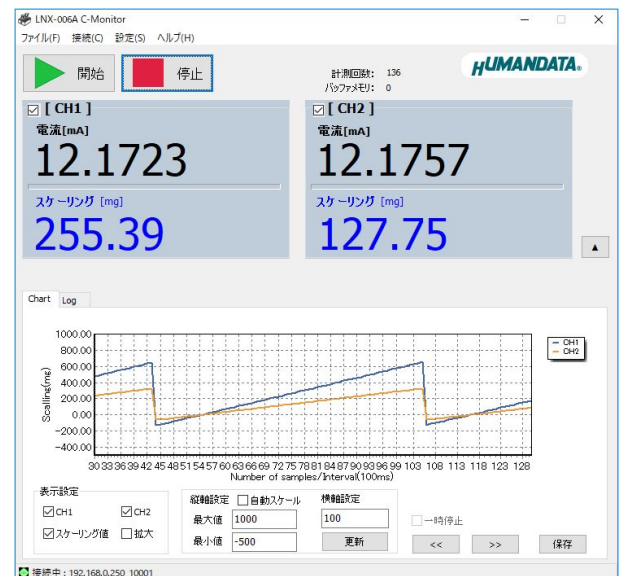 LNX-006A C-Monitor
ファイル(F) 接続(C) 設定(S) ヘルプ(H)
開始 停止
計測回数: 136
バッファメモリ: 0
HUMANDATA®
[ CH1 ]
電流[mA]
12.1723
スケーリング [mg]
255.39
[ CH2 ]
電流[mA]
12.1757
スケーリング [mg]
127.75
▲
Chart Log
1000.00
800.00
600.00
400.00
200.00
0.00
-200.00
-400.00
Scalling(mg)
CH1
CH2
30 33 36 39 42 45 48 51 54 57 60 63 66 69 72 75 78 81 84 87 90 93 96 99 103 108 113 118 123 128
Number of samples/Interval(100ms)
表示設定
CH1 CH2
スケーリング値 拡大
縦軸設定 自動スケール
最大値 1000
最小値 -500
横軸設定
100
更新
一時停止
<< >> 保存
接続中 : 192.168.0.250 10001